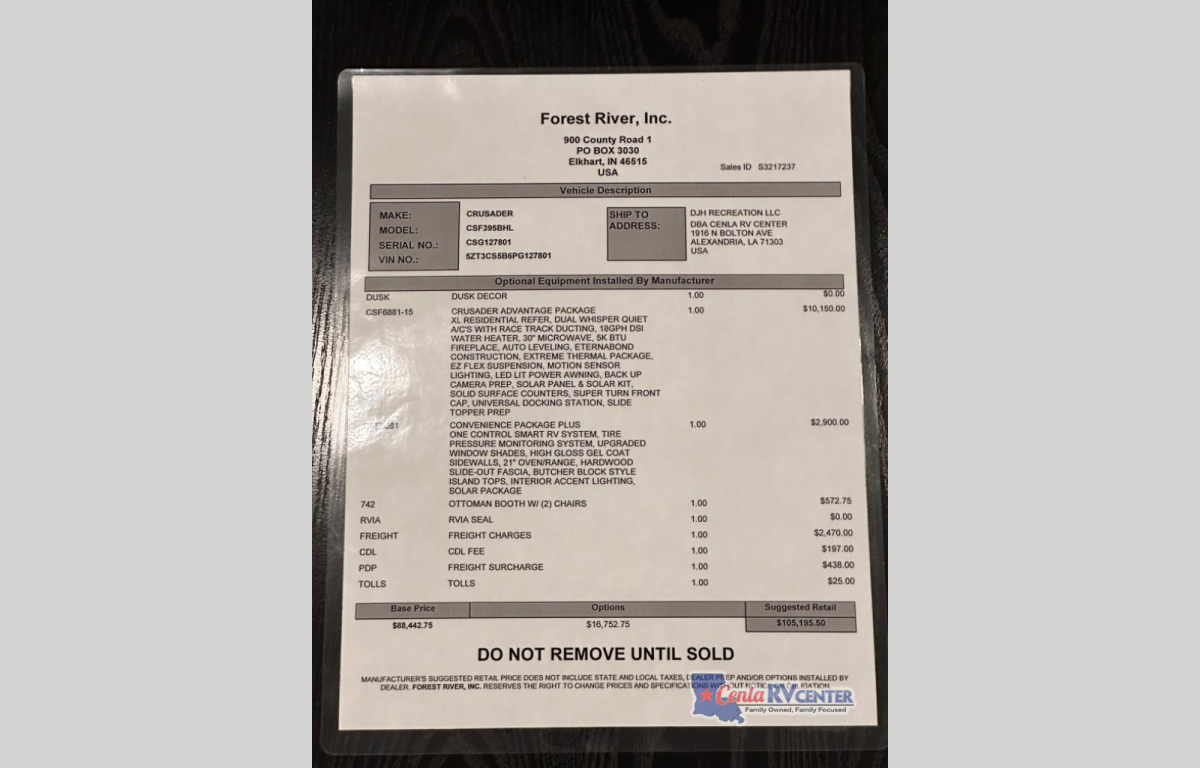 Forest River, Inc.
900 County Road 1
PO BOX 3030
Elkhart, IN 46515
USA
Sales ID S3217237
Vehicle Description
MAKE: CRUSADER
MODEL: CSF395BHL
SERIAL NO.: CSG127801
VIN NO.: 5ZT3CS5B6PG127801
SHIP TO
ADDRESS:
DJH RECREATION LLC
DBA CENLA RV CENTER
1916 N BOLTON AVE
ALEXANDRIA, LA 71303
USA
Optional Equipment Installed By Manufacturer
DUSK DUSK DECOR 1.00 $0.00
CSF6881-15 CRUSADER ADVANTAGE PACKAGE 1.00 $10,150.00
XL RESIDENTIAL REFER, DUAL WHISPER QUIET
A/C'S WITH RACE TRACK DUCTING, 18GPH DSI
WATER HEATER, 30" MICROWAVE, 5K BTU
FIREPLACE, AUTO LEVELING, ETERNABOND
CONSTRUCTION, EXTREME THERMAL PACKAGE,
EZ FLEX SUSPENSION, MOTION SENSOR
LIGHTING, LED LIT POWER AWNING, BACK UP
CAMERA PREP, SOLAR PANEL & SOLAR KIT,
SOLID SURFACE COUNTERS, SUPER TURN FRONT
CAP, UNIVERSAL DOCKING STATION, SLIDE
TOPPER PREP
CONVENIENCE PACKAGE PLUS 1.00 $2,900.00
ONE CONTROL SMART RV SYSTEM, TIRE
PRESSURE MONITORING SYSTEM, UPGRADED
WINDOW SHADES, HIGH GLOSS GEL COAT
SIDEWALLS, 21" OVEN/RANGE, HARDWOOD
SLIDE-OUT FASCIA, BUTCHER BLOCK STYLE
ISLAND TOPS, INTERIOR ACCENT LIGHTING,
SOLAR PACKAGE
742 OTTOMAN BOOTH W/ (2) CHAIRS 1.00 $572.75
RVIA RVIA SEAL 1.00 $0.00
FREIGHT FREIGHT CHARGES 1.00 $2,470.00
CDL CDL FEE 1.00 $197.00
PDP FREIGHT SURCHARGE 1.00 $438.00
TOLLS TOLLS 1.00 $25.00
Base Price Options Suggested Retail
$88,442.75 $16,752.75 $105,195.50
DO NOT REMOVE UNTIL SOLD
MANUFACTURER'S SUGGESTED RETAIL PRICE DOES NOT INCLUDE STATE AND LOCAL TAXES, DEALER PREP AND/OR OPTIONS INSTALLED BY
DEALER. FOREST RIVER, INC. RESERVES THE RIGHT TO CHANGE PRICES AND SPECIFICATIONS WITHOUT NOTICE OBLIGATION.
Cenla RV CENTER
Family Owned, Family Focused